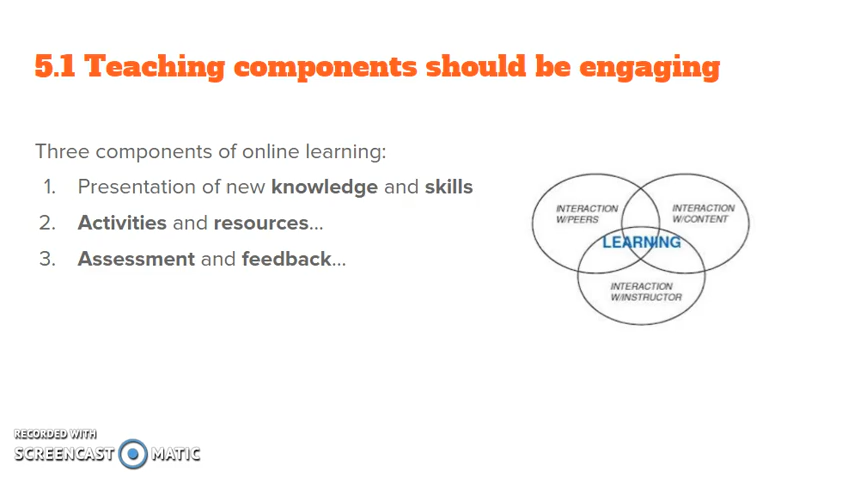 5.1 Teaching components should be engaging
Three components of online learning:
1. Presentation of new knowledge and skills
2. Activities and resources...
3. Assessment and feedback...
INTERACTION
W/PEERS
INTERACTION
W/CONTENT
LEARNING
INTERACTION
W/INSTRUCTOR
RECORDED WITH
SCREENCAST MATIC